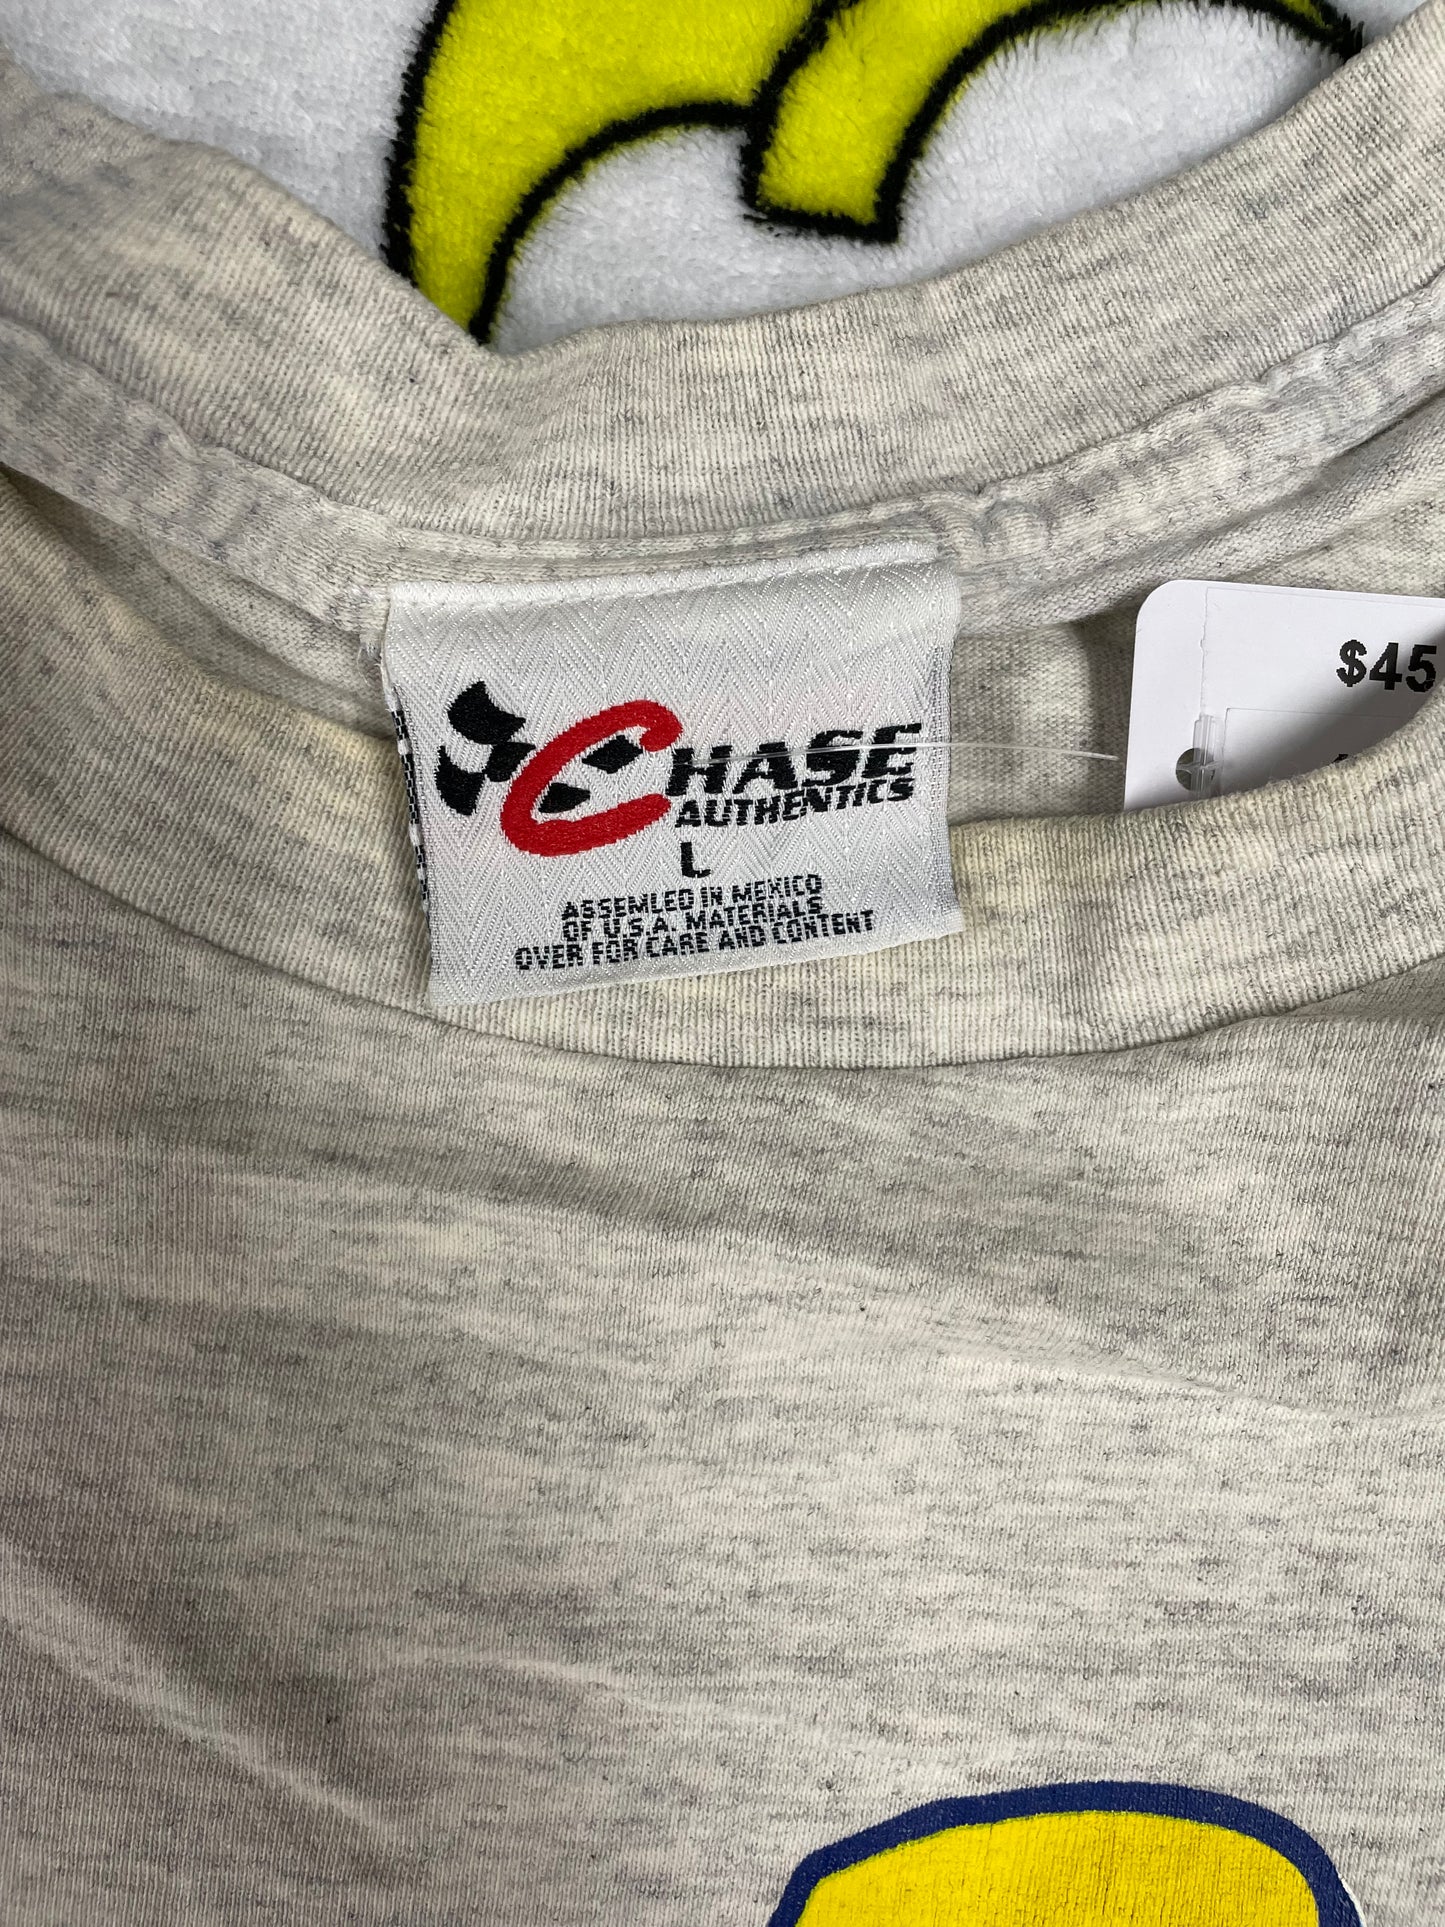 CHASE
AUTHENTICS
L
ASSEMLED IN MEXICO
OF U.S.A. MATERIALS
OVER FOR CARE AND CONTENT
$45